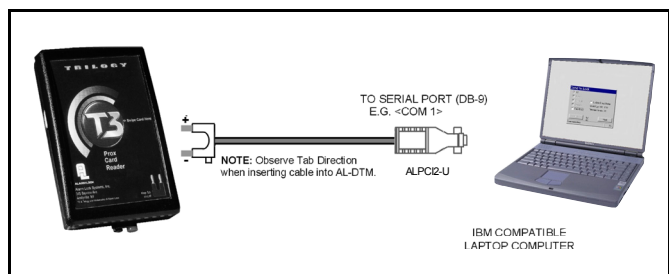 TRILOGY
T3
Prox
Card
Reader
+
-
TO SERIAL PORT (DB-9)
E.G. <COM 1>
NOTE: Observe Tab Direction
when inserting cable into AL-DTM.
ALPCI2-U
IBM COMPATIBLE
LAPTOP COMPUTER